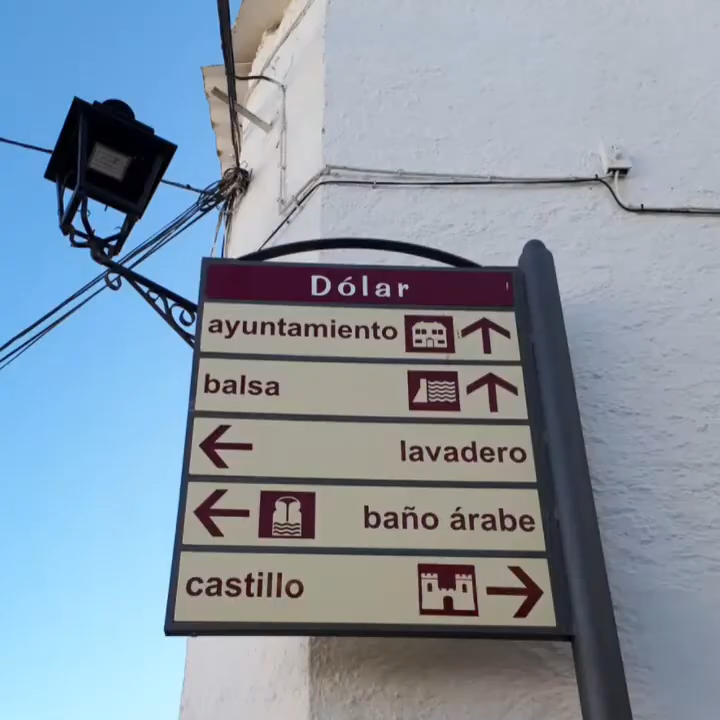 Dólar
ayuntamiento
balsa
lavadero
baño árabe
castillo